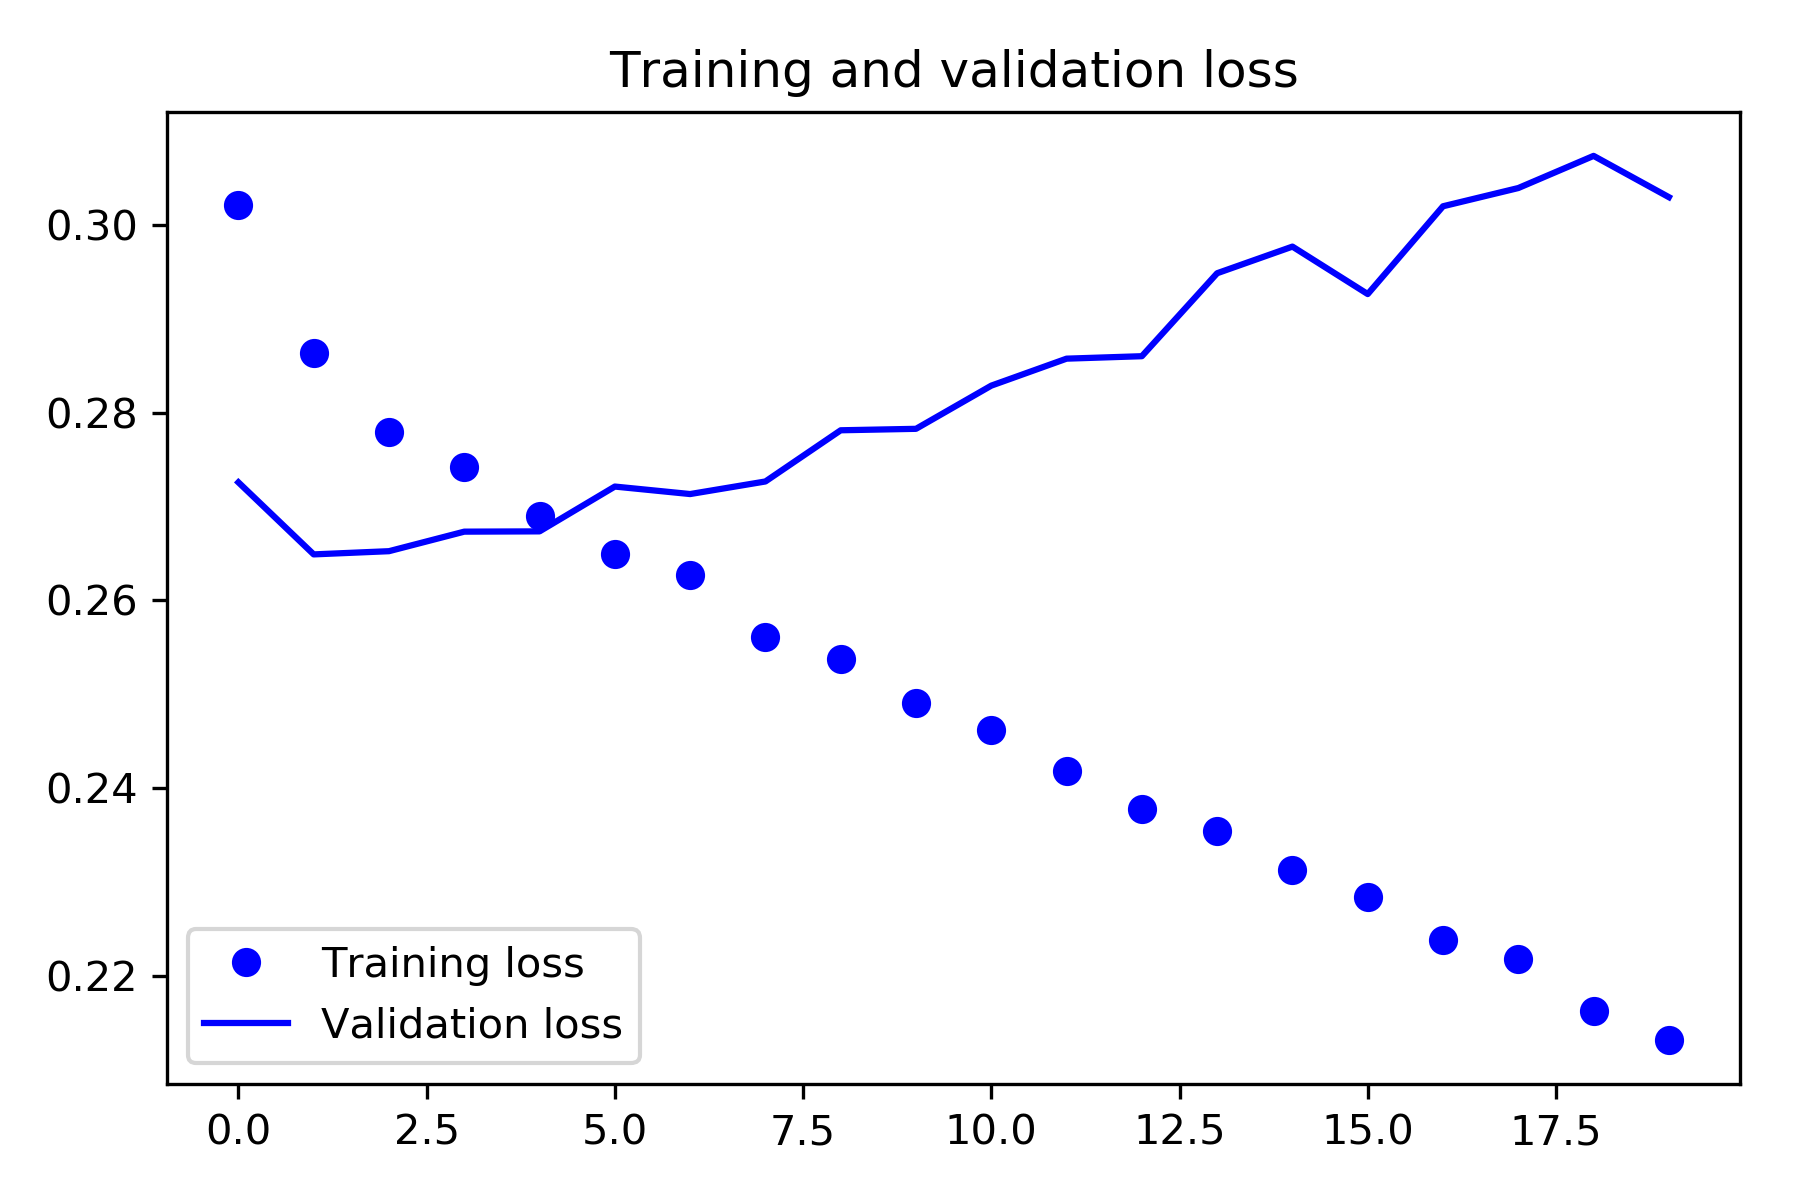 Training and validation loss
0.30
0.28
0.26
0.24
0.22
Training loss
Validation loss
0.0 2.5 5.0 7.5 10.0 12.5 15.0 17.5